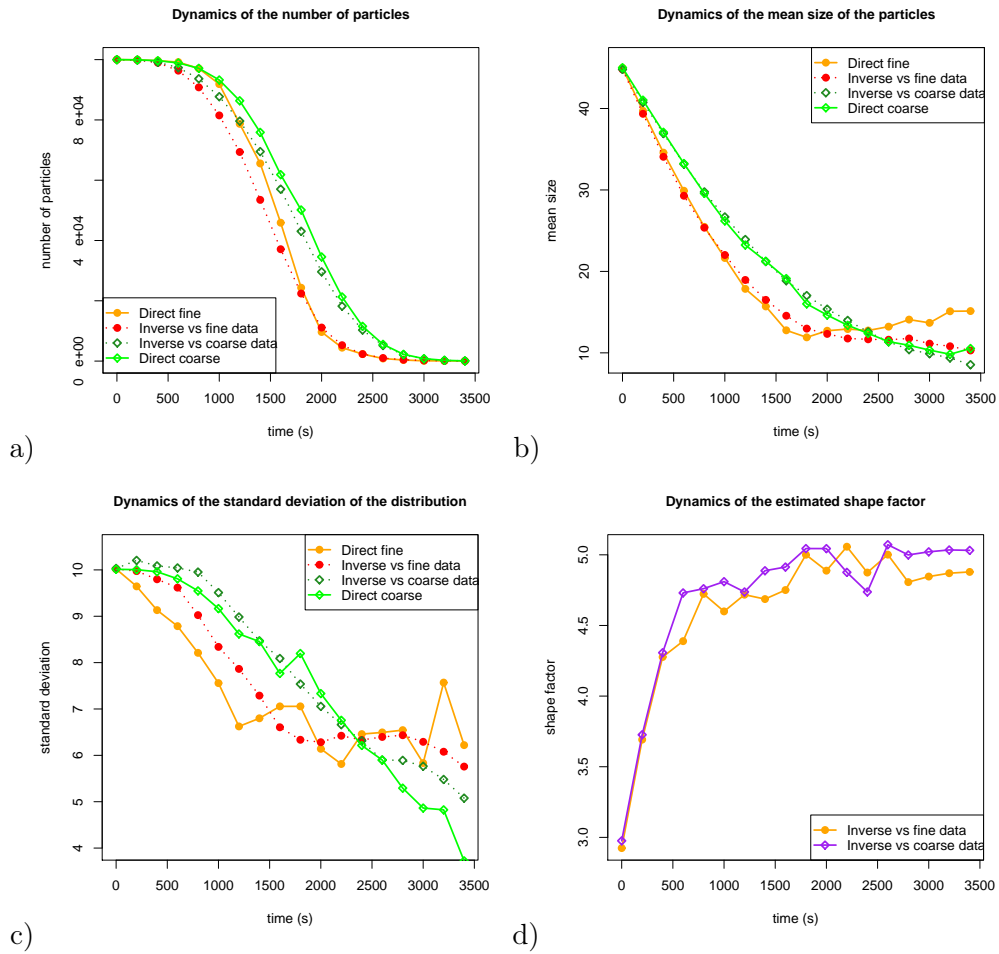 Dynamics of the number of particles
number of particles
0e+00
4e+04
8e+04
0
500
1000
1500
2000
2500
3000
3500
time (s)
Direct fine
Inverse vs fine data
Inverse vs coarse data
Direct coarse
a)
Dynamics of the mean size of the particles
mean size
10
20
30
40
0
500
1000
1500
2000
2500
3000
3500
time (s)
Direct fine
Inverse vs fine data
Inverse vs coarse data
Direct coarse
b)
Dynamics of the standard deviation of the distribution
standard deviation
4
5
6
7
8
9
10
0
500
1000
1500
2000
2500
3000
3500
time (s)
Direct fine
Inverse vs fine data
Inverse vs coarse data
Direct coarse
c)
Dynamics of the estimated shape factor
shape factor
3.0
3.5
4.0
4.5
5.0
0
500
1000
1500
2000
2500
3000
3500
time (s)
Inverse vs fine data
Inverse vs coarse data
d)